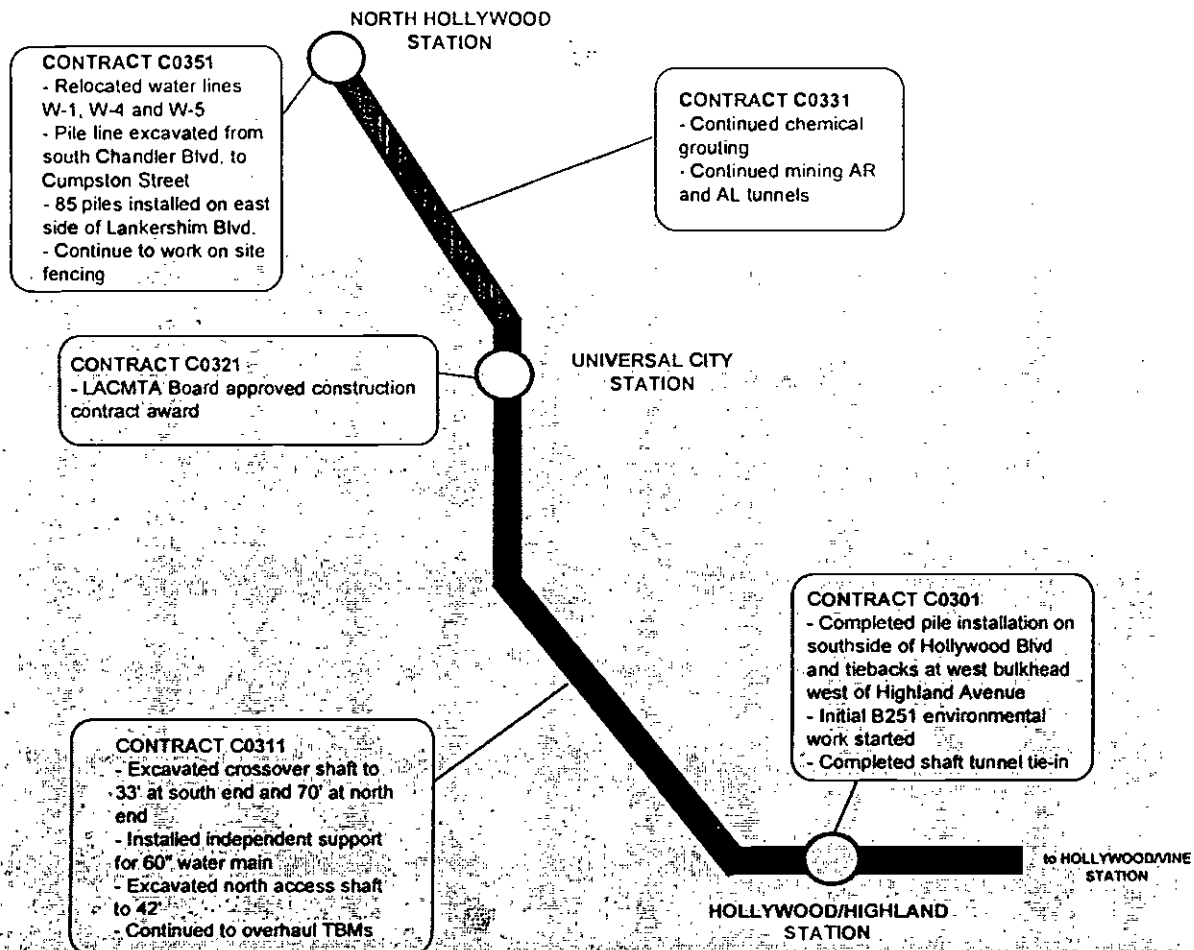 NORTH HOLLYWOOD
STATION
CONTRACT C0351
- Relocated water lines
W-1, W-4 and W-5
- Pile line excavated from
south Chandler Blvd. to
Cumpston Street
- 85 piles installed on east
side of Lankershim Blvd.
- Continue to work on site
fencing
CONTRACT C0331
- Continued chemical
grouting
- Continued mining AR
and AL tunnels
CONTRACT C0321
- LACMTA Board approved construction
contract award
UNIVERSAL CITY
STATION
CONTRACT C0301
- Completed pile installation on
southside of Hollywood Blvd
and tiebacks at west bulkhead
west of Highland Avenue
- Initial B251 environmental
work started
- Completed shaft tunnel tie-in
CONTRACT C0311
- Excavated crossover shaft to
33' at south end and 70' at north
end
- Installed independent support
for 60" water main
- Excavated north access shaft
to 42'
- Continued to overhaul TBMs
to HOLLYWOOD/VINE
STATION
HOLLYWOOD/HIGHLAND
STATION